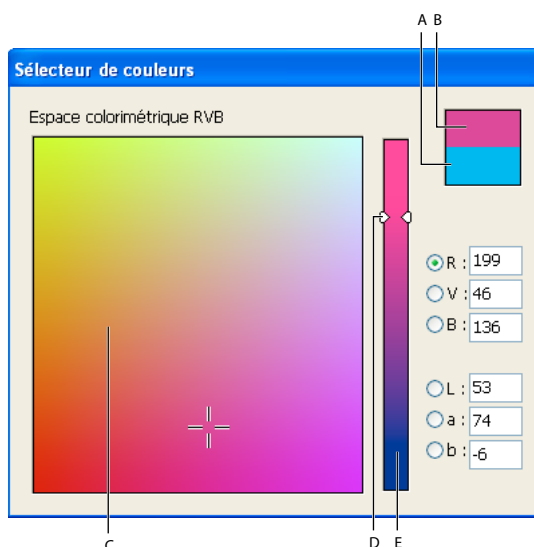 A B
Sélecteur de couleurs
Espace colorimétrique RVB
R : 199
V : 46
B : 136
L : 53
a : 74
b : -6
C D E